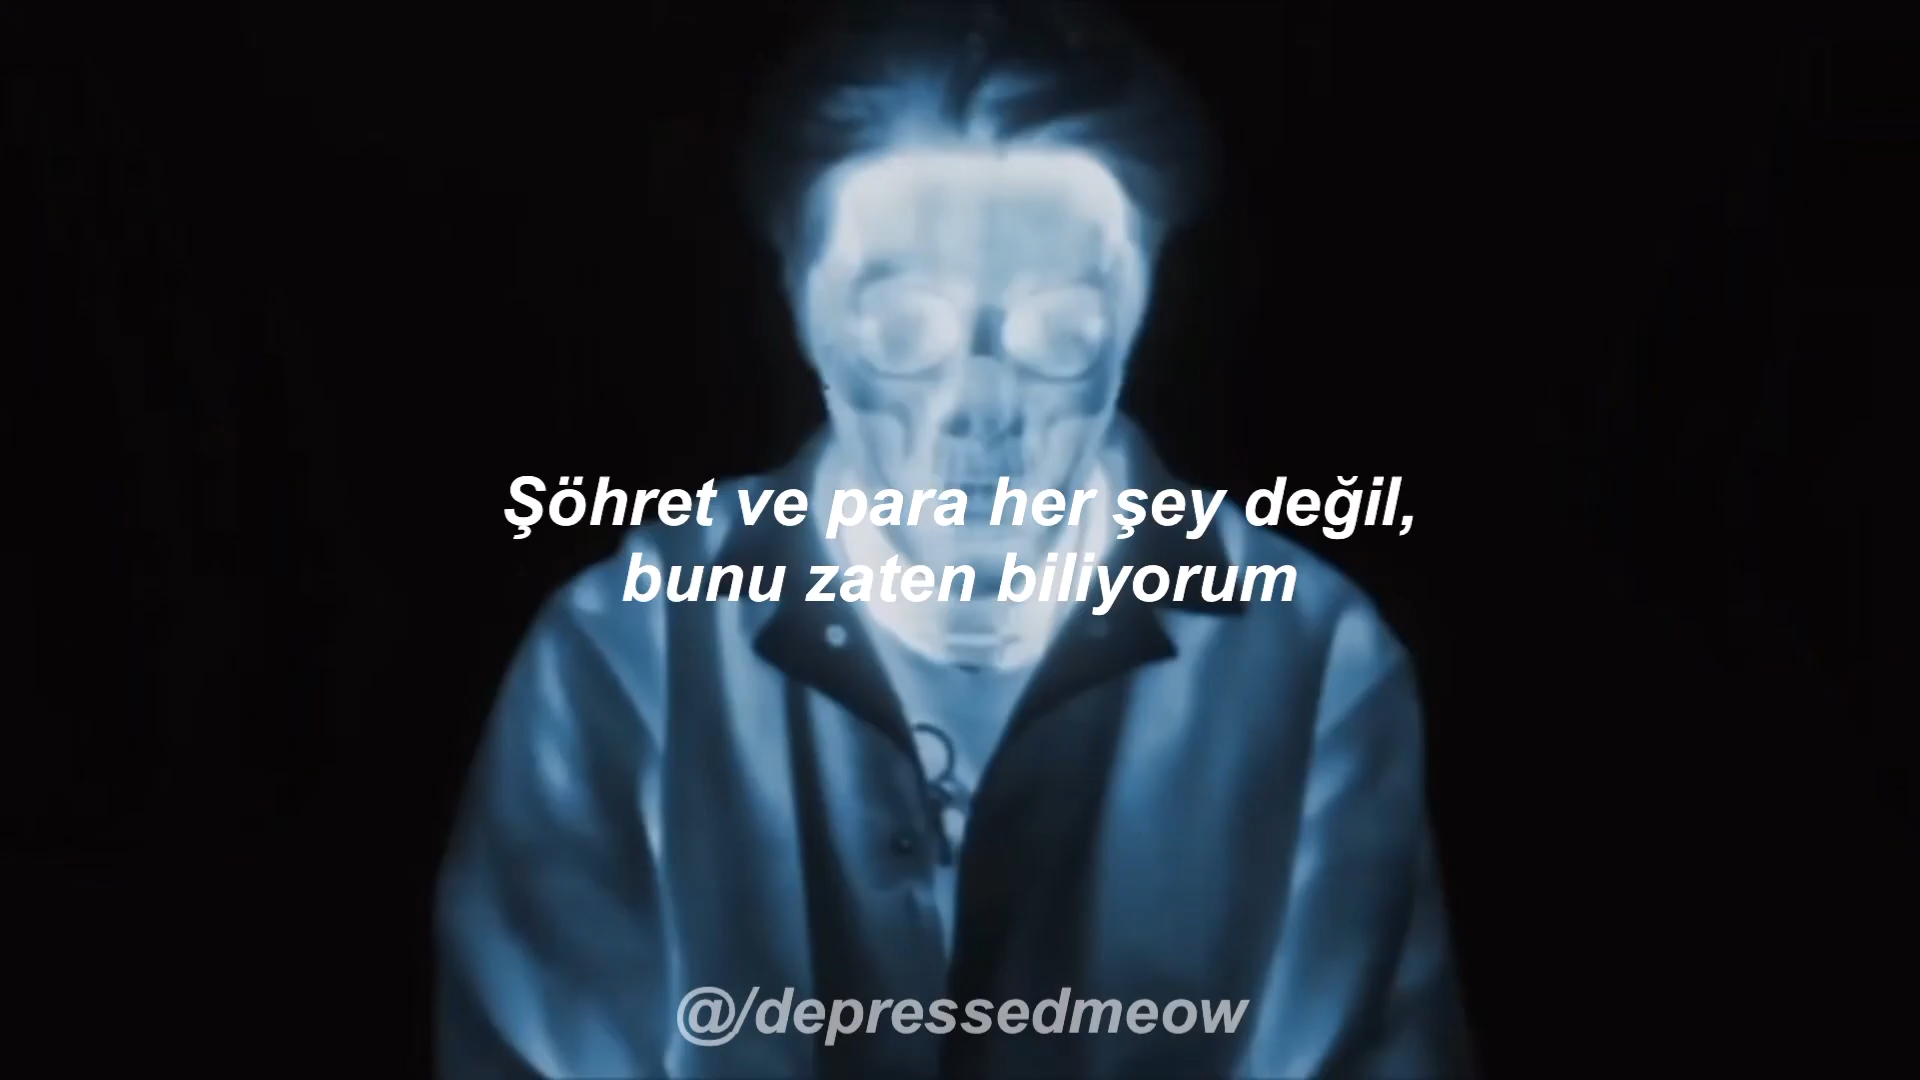 Şöhret ve para her şey değil,
bunu zaten biliyorum
@/depressedmeow